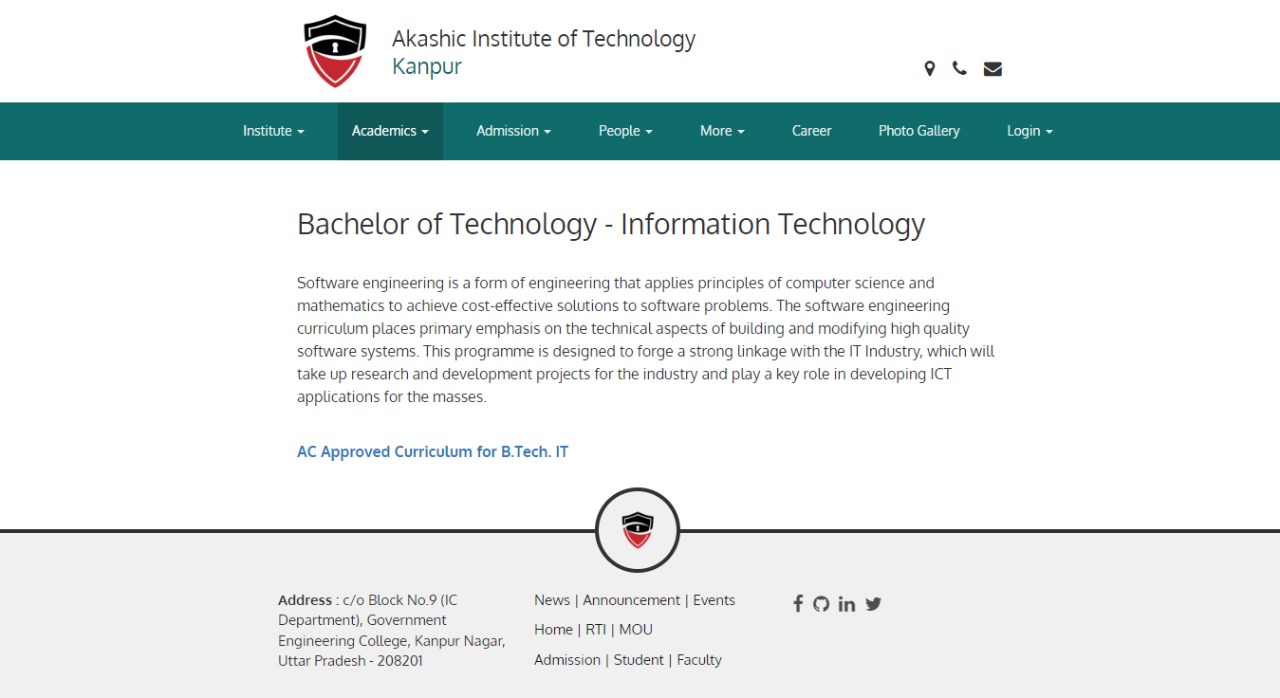 Akashic Institute of Technology
Kanpur
Institute Academics Admission People More Career Photo Gallery Login
Bachelor of Technology - Information Technology
Software engineering is a form of engineering that applies principles of computer science and
mathematics to achieve cost-effective solutions to software problems. The software engineering
curriculum places primary emphasis on the technical aspects of building and modifying high quality
software systems. This programme is designed to forge a strong linkage with the IT Industry, which will
take up research and development projects for the industry and play a key role in developing ICT
applications for the masses.
AC Approved Curriculum for B.Tech. IT
Address : c/o Block No.9 (IC
Department), Government
Engineering College, Kanpur Nagar,
Uttar Pradesh - 208201
News | Announcement | Events
Home | RTI | MOU
Admission | Student | Faculty